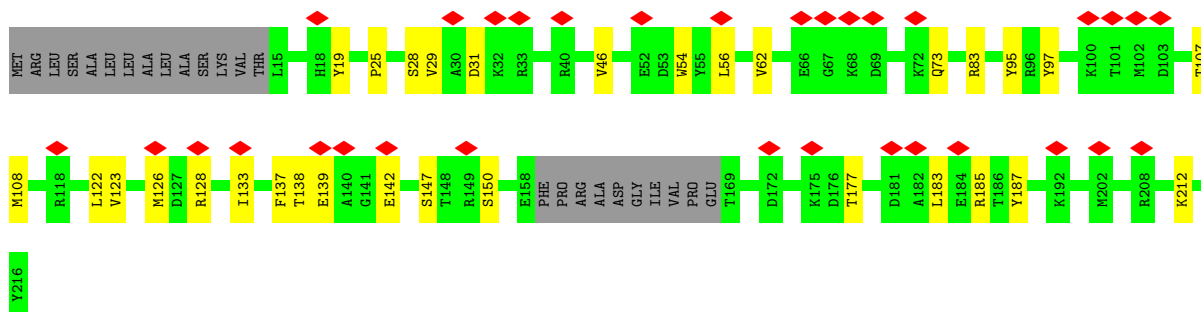 MET ARG LEU SER ALA LEU LEU ALA LEU ALA SER LYS VAL THR L15 H18 Y19 P25 S28 V29 A30 D31 K32 R33 R40 V46 E52 D53 W54 Y55 L56 V62 E66 G67 K68 D69 K72 Q73 R83 Y95 R96 Y97 K100 T101 M102 D103 T107
M108 R118 L122 V123 M126 D127 R128 I133 F137 T138 E139 A140 G141 E142 S147 T148 R149 S150 E158 PHE PRO ARG ALA ASP GLY ILE VAL PRO GLU T169 D172 K175 D176 T177 D181 A182 L183 E184 R185 T186 Y187 K192 M202 R208 K212
Y216